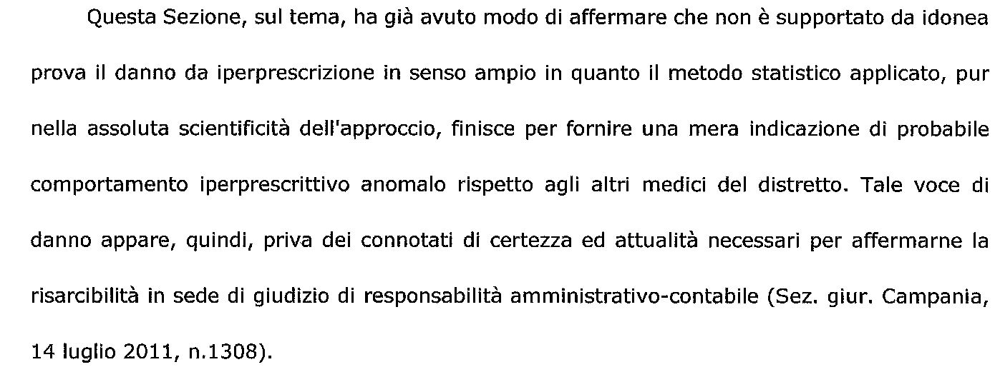 Questa Sezione, sul tema, ha già avuto modo di affermare che non è supportato da idonea
prova il danno da iperprescrizione in senso ampio in quanto il metodo statistico applicato, pur
nella assoluta scientificità dell'approccio, finisce per fornire una mera indicazione di probabile
comportamento iperprescrittivo anomalo rispetto agli altri medici del distretto. Tale voce di
danno appare, quindi, priva dei connotati di certezza ed attualità necessari per affermarne la
risarcibilità in sede di giudizio di responsabilità amministrativo-contabile (Sez. giur. Campania,
14 luglio 2011, n.1308).